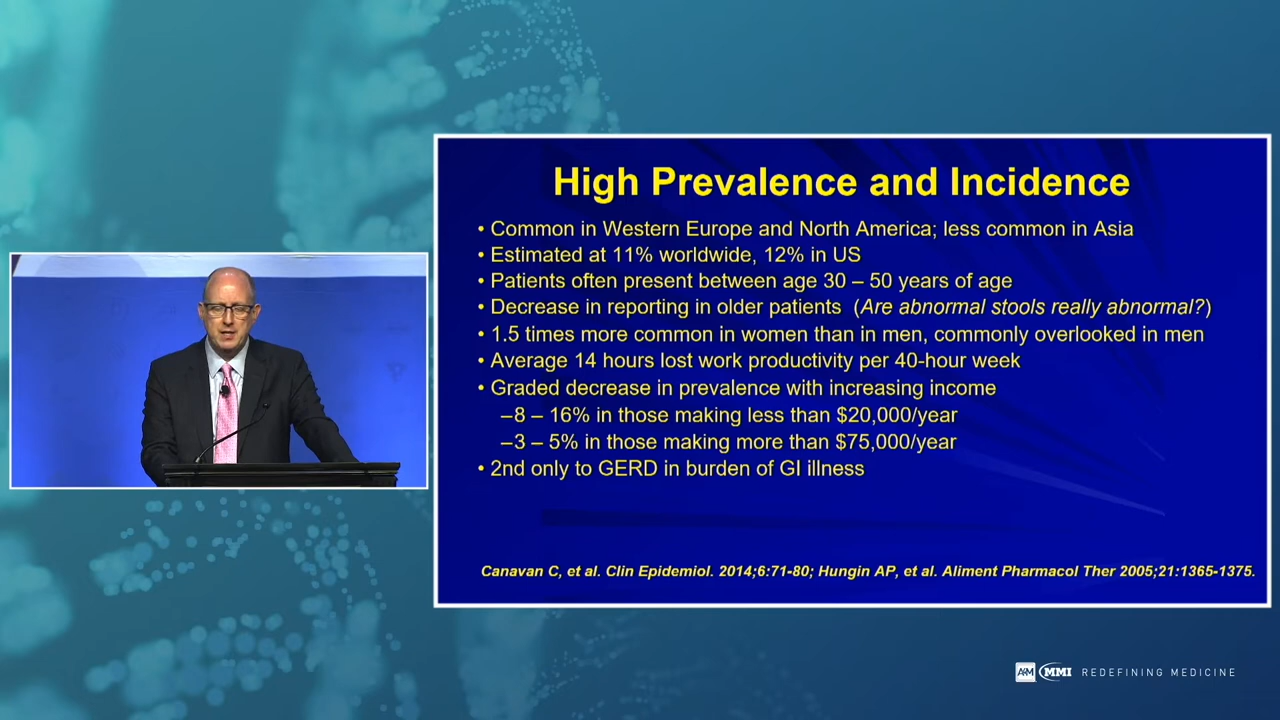 High Prevalence and Incidence
• Common in Western Europe and North America; less common in Asia
• Estimated at 11% worldwide, 12% in US
• Patients often present between age 30 – 50 years of age
• Decrease in reporting in older patients (Are abnormal stools really abnormal?)
• 1.5 times more common in women than in men, commonly overlooked in men
• Average 14 hours lost work productivity per 40-hour week
• Graded decrease in prevalence with increasing income
–8 – 16% in those making less than $20,000/year
–3 – 5% in those making more than $75,000/year
• 2nd only to GERD in burden of GI illness
Canavan C, et al. Clin Epidemiol. 2014;6:71-80; Hungin AP, et al. Aliment Pharmacol Ther 2005;21:1365-1375.
A4M MMI REDEFINING MEDICINE